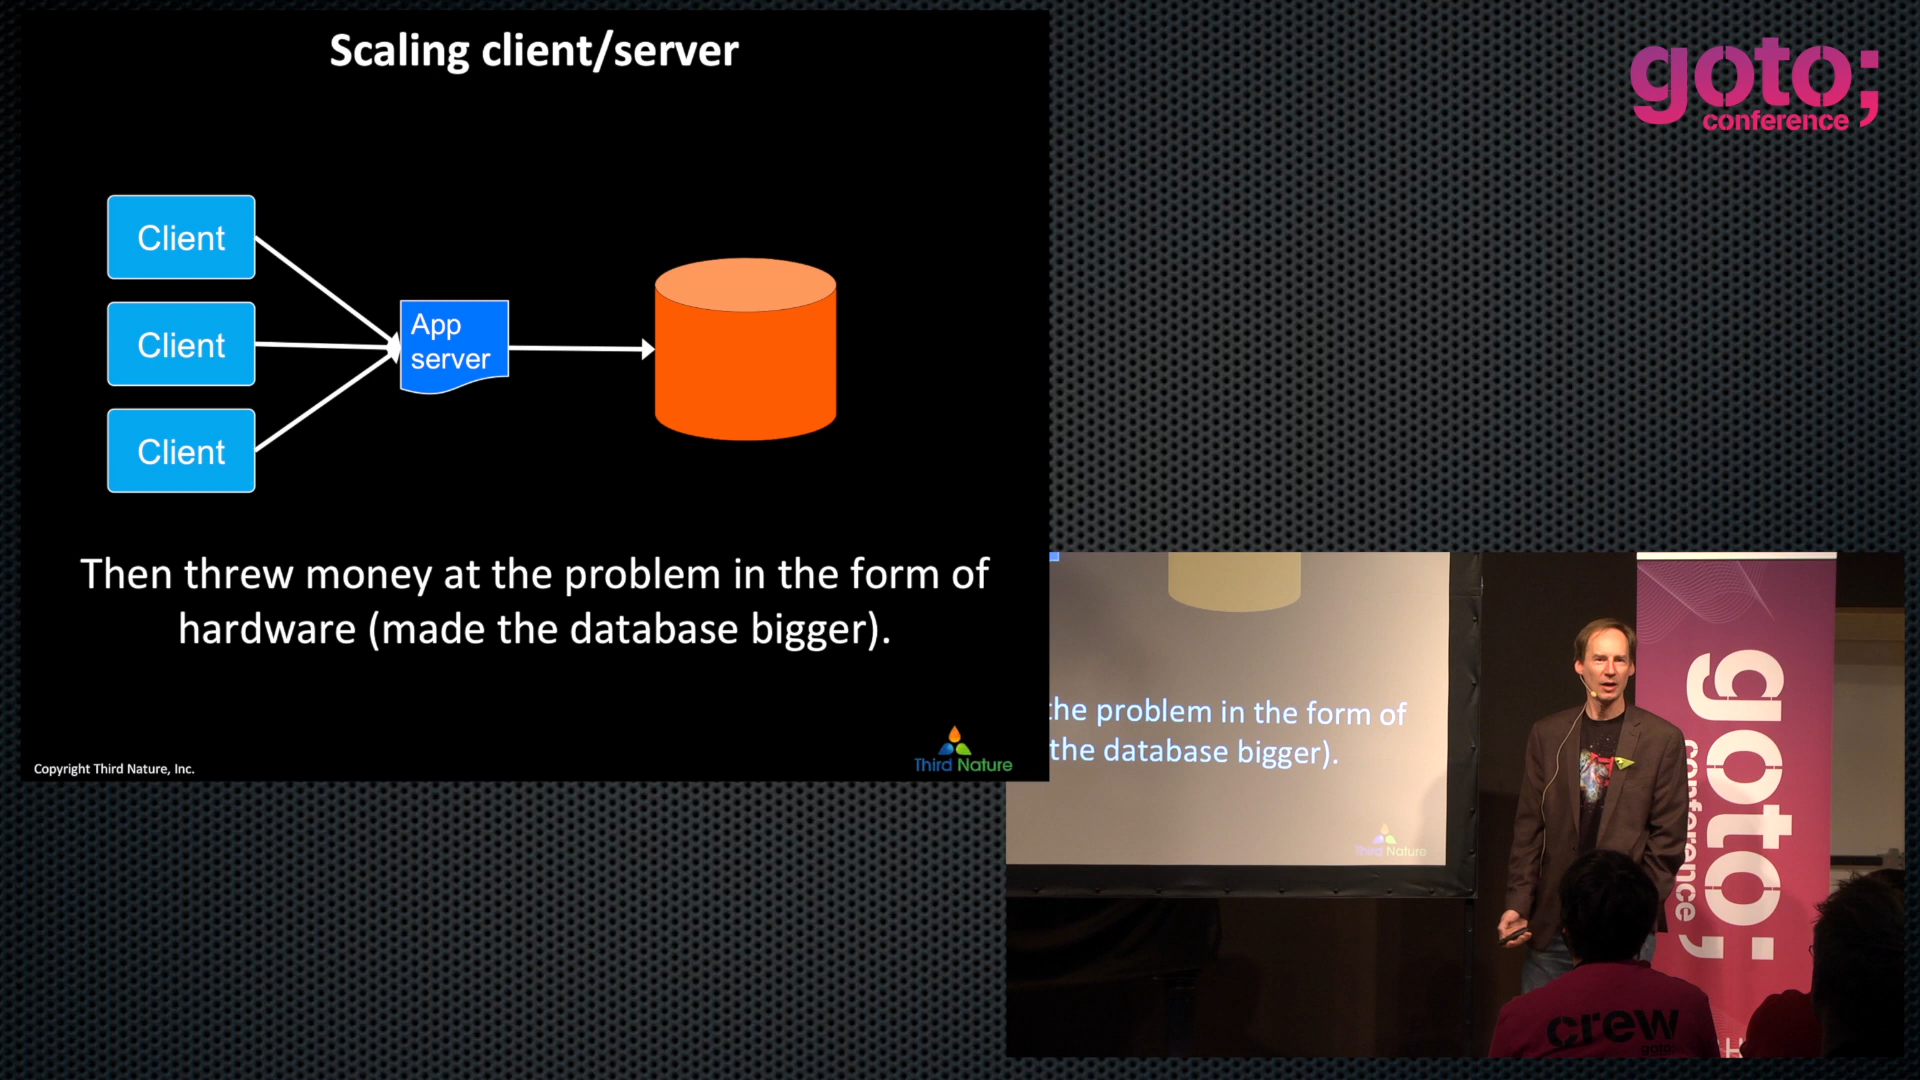 Scaling client/server
Client
Client
Client
App
server
Then threw money at the problem in the form of
hardware (made the database bigger).
Copyright Third Nature, Inc.
Third Nature
goto;
conference
the problem in the form of
the database bigger).
Third Nature
goto;
conference
crew
goto;